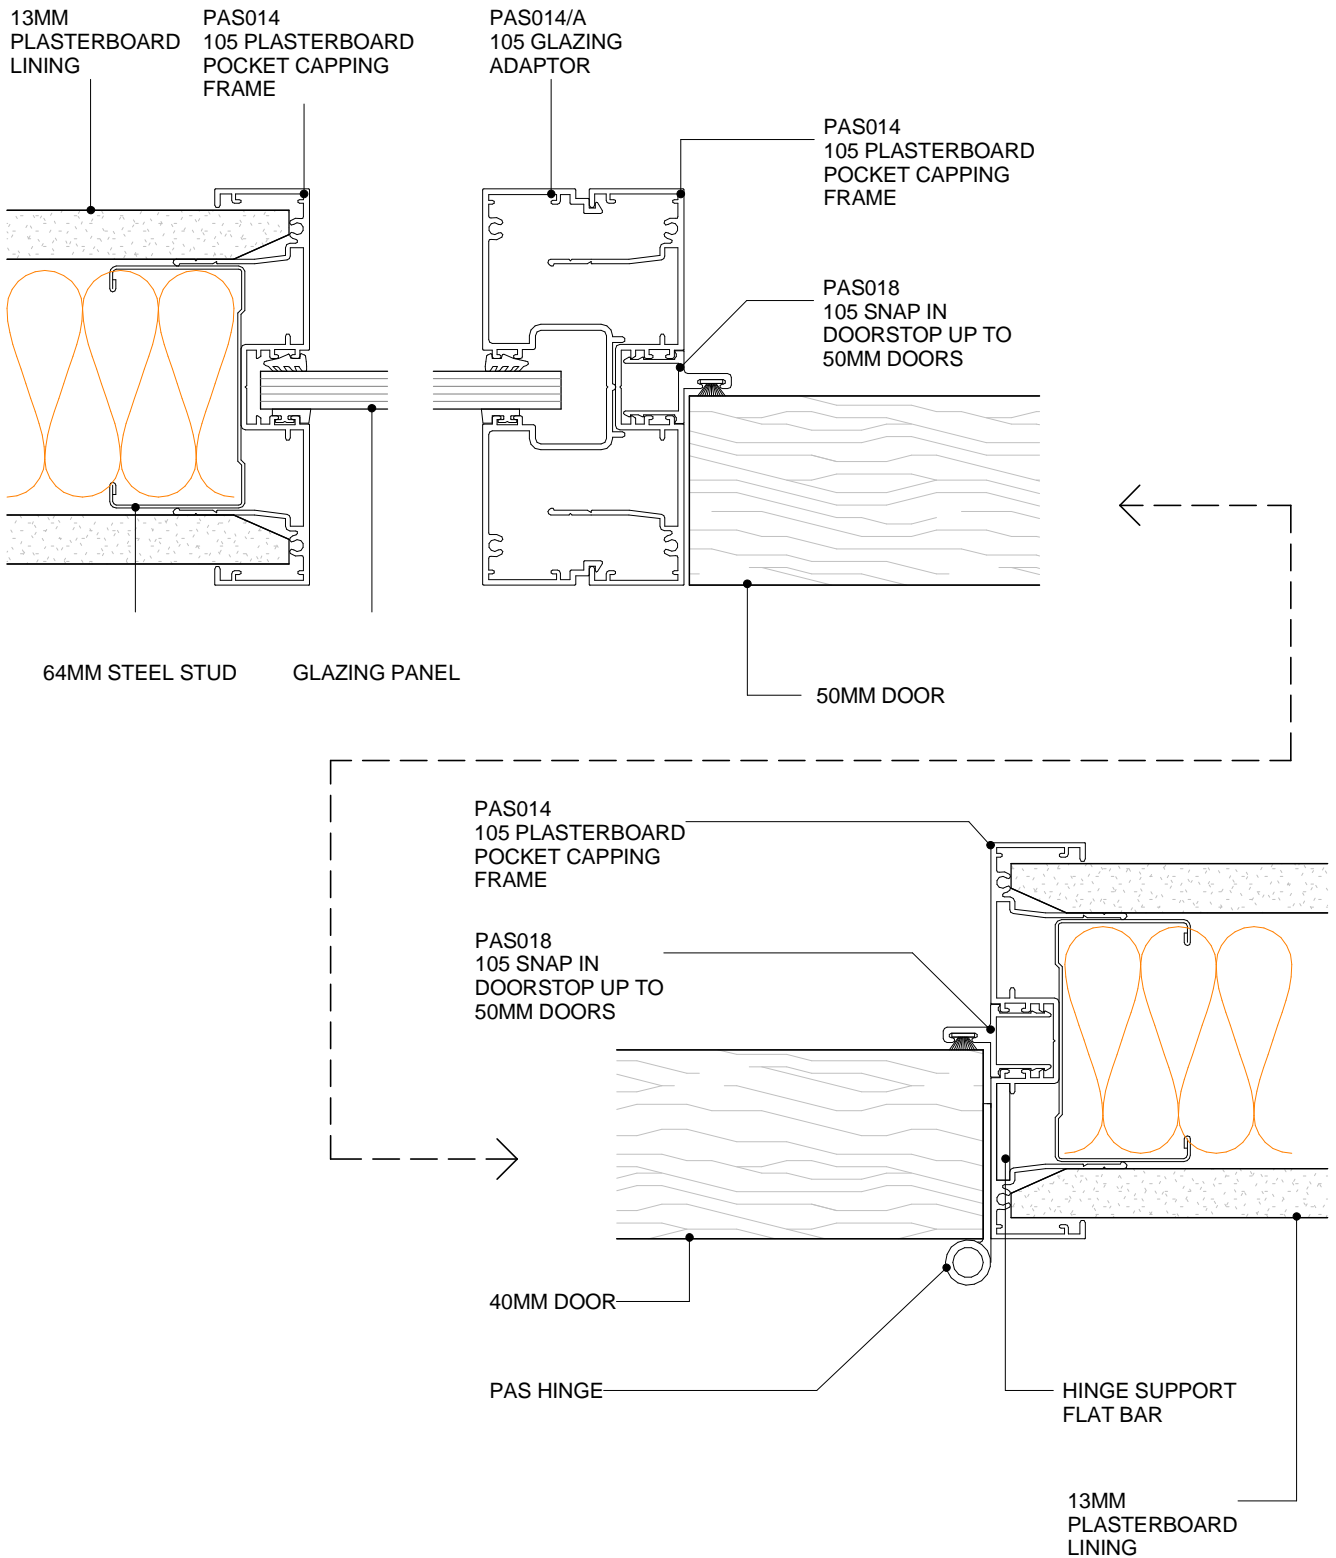 13MM
PLASTERBOARD
LINING
PAS014
105 PLASTERBOARD
POCKET CAPPING
FRAME
PAS014/A
105 GLAZING
ADAPTOR
PAS014
105 PLASTERBOARD
POCKET CAPPING
FRAME
PAS018
105 SNAP IN
DOORSTOP UP TO
50MM DOORS
64MM STEEL STUD
GLAZING PANEL
50MM DOOR
PAS014
105 PLASTERBOARD
POCKET CAPPING
FRAME
PAS018
105 SNAP IN
DOORSTOP UP TO
50MM DOORS
40MM DOOR
PAS HINGE
HINGE SUPPORT
FLAT BAR
13MM
PLASTERBOARD
LINING